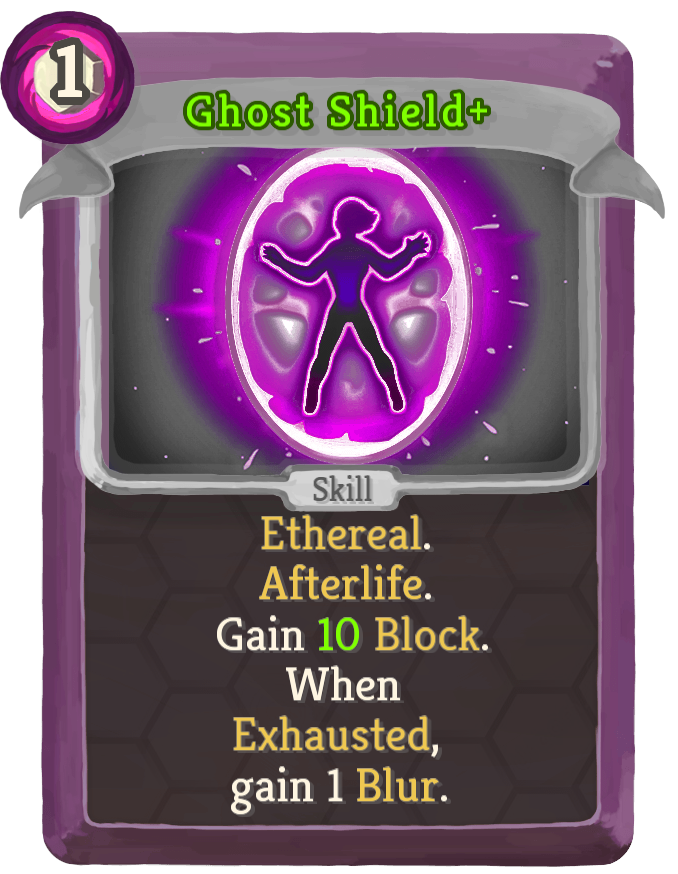 1
Ghost Shield+
Skill
Ethereal.
Afterlife.
Gain 10 Block.
When
Exhausted,
gain 1 Blur.